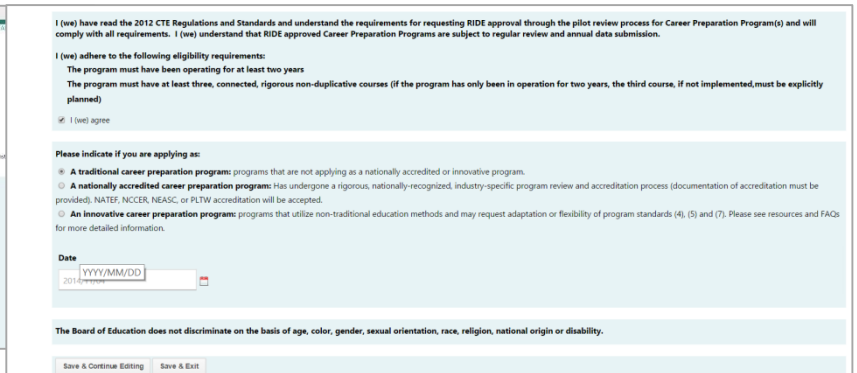 I (we) have read the 2012 CTE Regulations and Standards and understand the requirements for requesting RIDE approval through the pilot review process for Career Preparation Program(s) and will
comply with all requirements.  I (we) understand that RIDE approved Career Preparation Programs are subject to regular review and annual data submission.
I (we) adhere to the following eligibility requirements:
The program must have been operating for at least two years
The program must have at least three, connected, rigorous non-duplicative courses (if the program has only been in operation for two years, the third course, if not implemented,must be explicitly
planned)
I (we) agree
Please indicate if you are applying as:
A traditional career preparation program: programs that are not applying as a nationally accredited or innovative program.
A nationally accredited career preparation program: Has undergone a rigorous, nationally-recognized, industry-specific program review and accreditation process (documentation of accreditation must be
provided). NATEF, NCCER, NEASC, or PLTW accreditation will be accepted.
An innovative career preparation program: programs that utilize non-traditional education methods and may request adaptation or flexibility of program standards (4), (5) and (7). Please see resources and FAQs
for more detailed information.
Date
YYYY/MM/DD
The Board of Education does not discriminate on the basis of age, color, gender, sexual orientation, race, religion, national origin or disability.
Save & Continue Editing Save & Exit